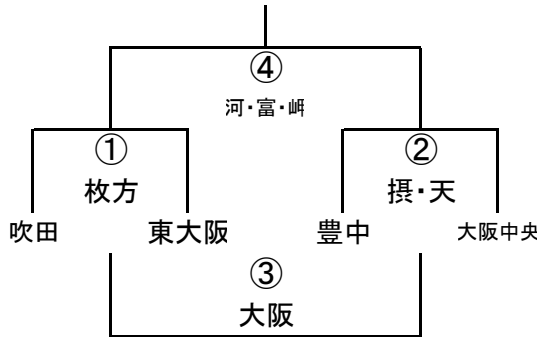 ④
河・富・岬
①
②
枚方
摂・天
吹田
東大阪
豊中
大阪中央
③
大阪